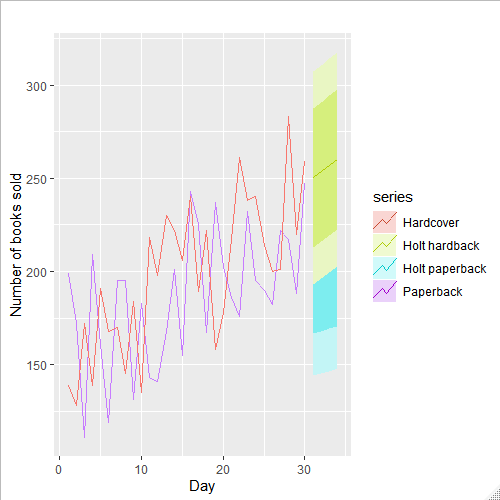 Number of books sold
300
250
200
150
0
10
20
30
Day
series
Hardcover
Holt hardback
Holt paperback
Paperback